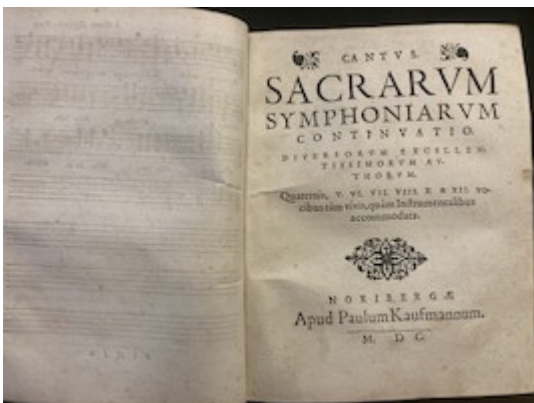 CANTVS.
SACRARVM
SYMPHONIARVM
CONTINVATIO.
DIVERSORVM EXCELLEN-
TISSIMORVM AV-
THORVM.
Quaternis, V. VI. VII. VIII. X. & XII. vo-
cibus tam vivis, quàm Instrumentalibus
accommodata.
NORIBERGÆ
Apud Paulum Kaufmannum.
M. DC.